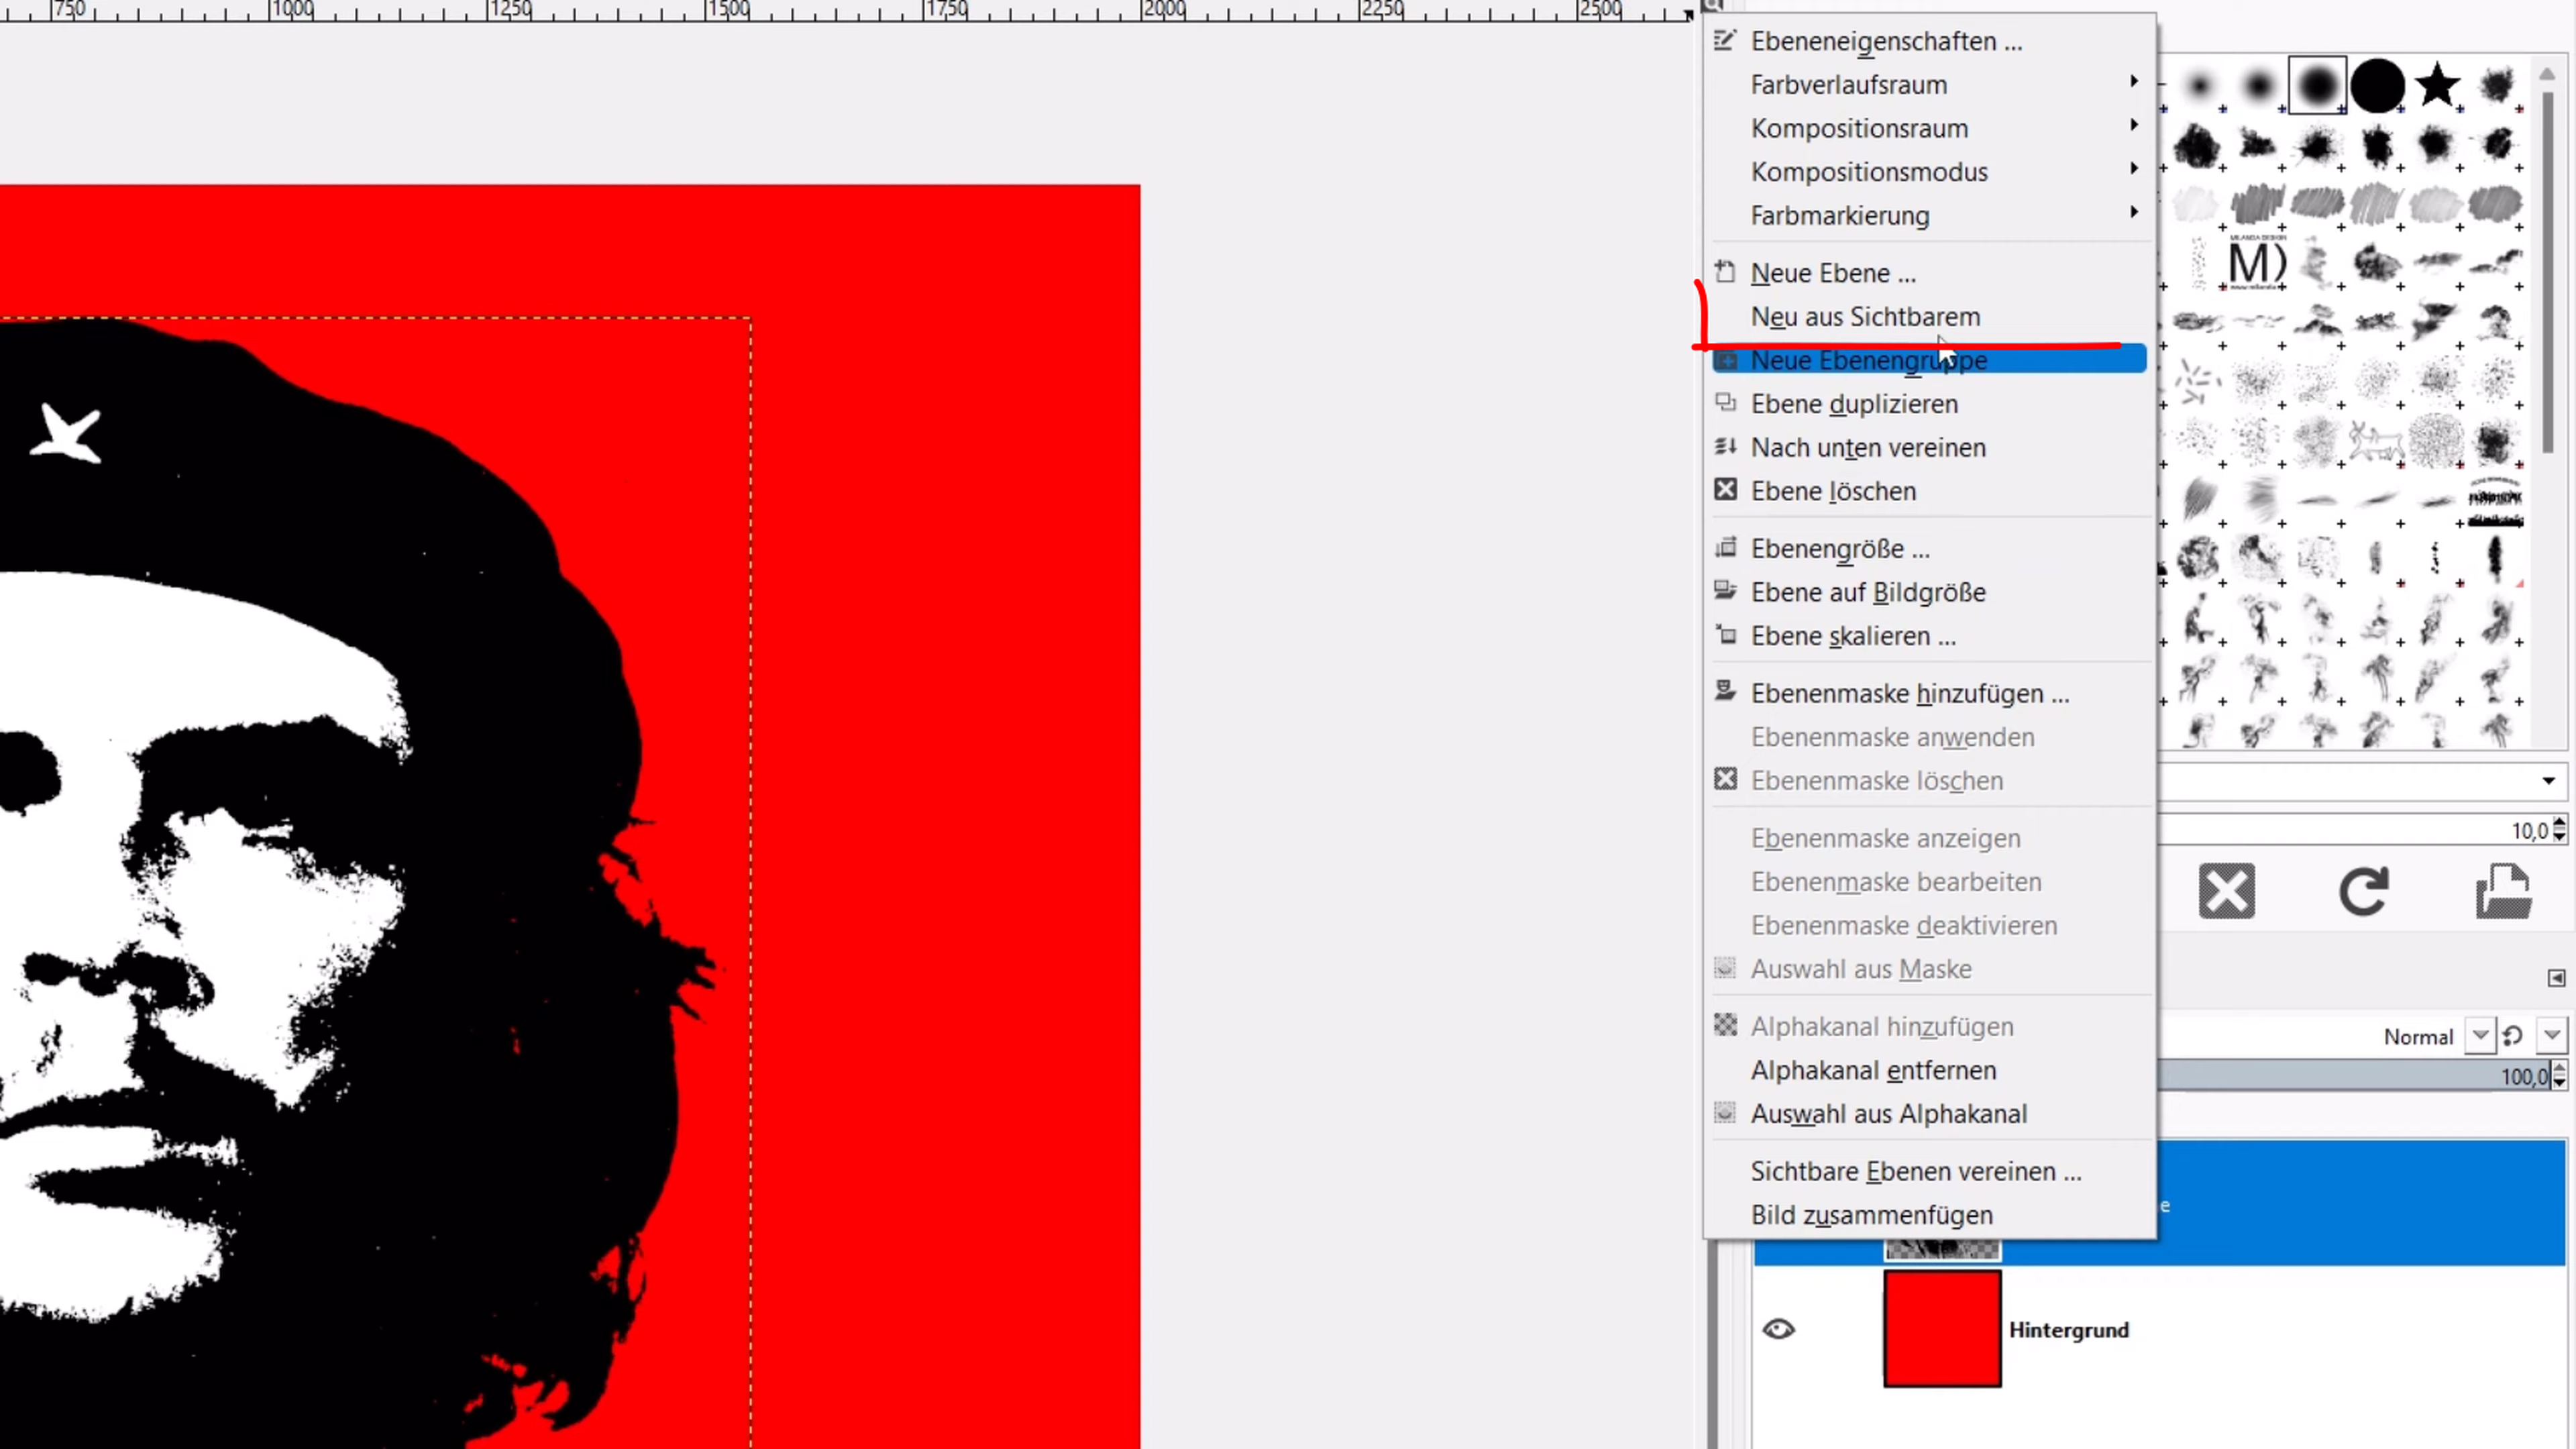 750
1000
1250
1500
1750
2000
2250
2500
Ebeneneigenschaften ...
Farbverlaufsraum
Kompositionsraum
Kompositionsmodus
Farbmarkierung
Neue Ebene ...
Neu aus Sichtbarem
Neue Ebenengruppe
Ebene duplizieren
Nach unten vereinen
Ebene löschen
Ebenengröße ...
Ebene auf Bildgröße
Ebene skalieren ...
Ebenenmaske hinzufügen ...
Ebenenmaske anwenden
Ebenenmaske löschen
Ebenenmaske anzeigen
Ebenenmaske bearbeiten
Ebenenmaske deaktivieren
Auswahl aus Maske
Alphakanal hinzufügen
Alphakanal entfernen
Auswahl aus Alphakanal
Sichtbare Ebenen vereinen ...
Bild zusammenfügen
M)
10,0
Normal
100,0
e
Hintergrund